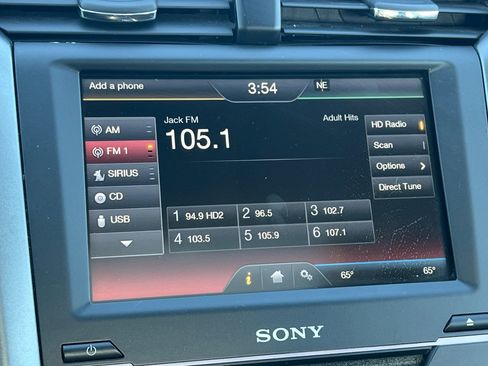 Add a phone
3:54
NE
AM
FM 1
SIRIUS
CD
USB
Jack FM
Adult Hits
105.1
HD Radio
Scan
Options
Direct Tune
1 94.9 HD2
2 96.5
3 102.7
4 103.5
5 105.9
6 107.1
65°
65°
SONY